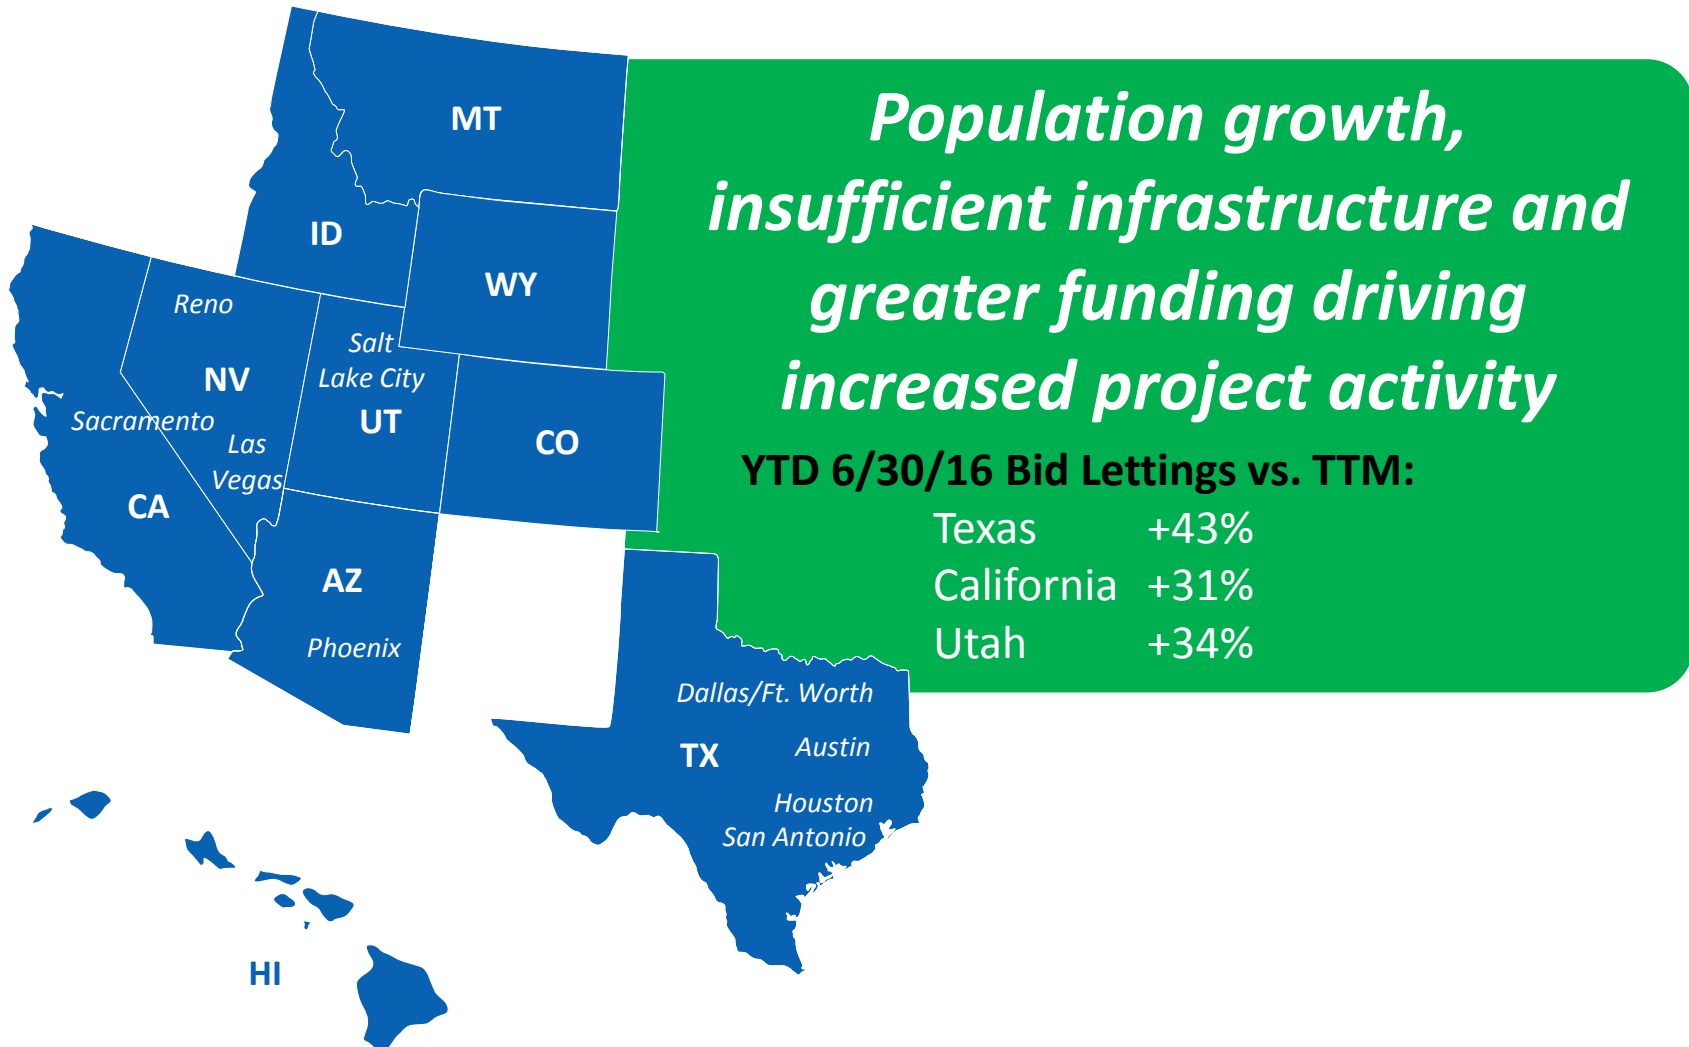 MT
ID
WY
Reno
NV
Salt
Lake City
UT
Sacramento
Las
Vegas
CO
CA
AZ
Phoenix
Dallas/Ft. Worth
TX
Austin
Houston
San Antonio
HI
Population growth,
insufficient infrastructure and
greater funding driving
increased project activity
YTD 6/30/16 Bid Lettings vs. TTM:
Texas +43%
California +31%
Utah +34%